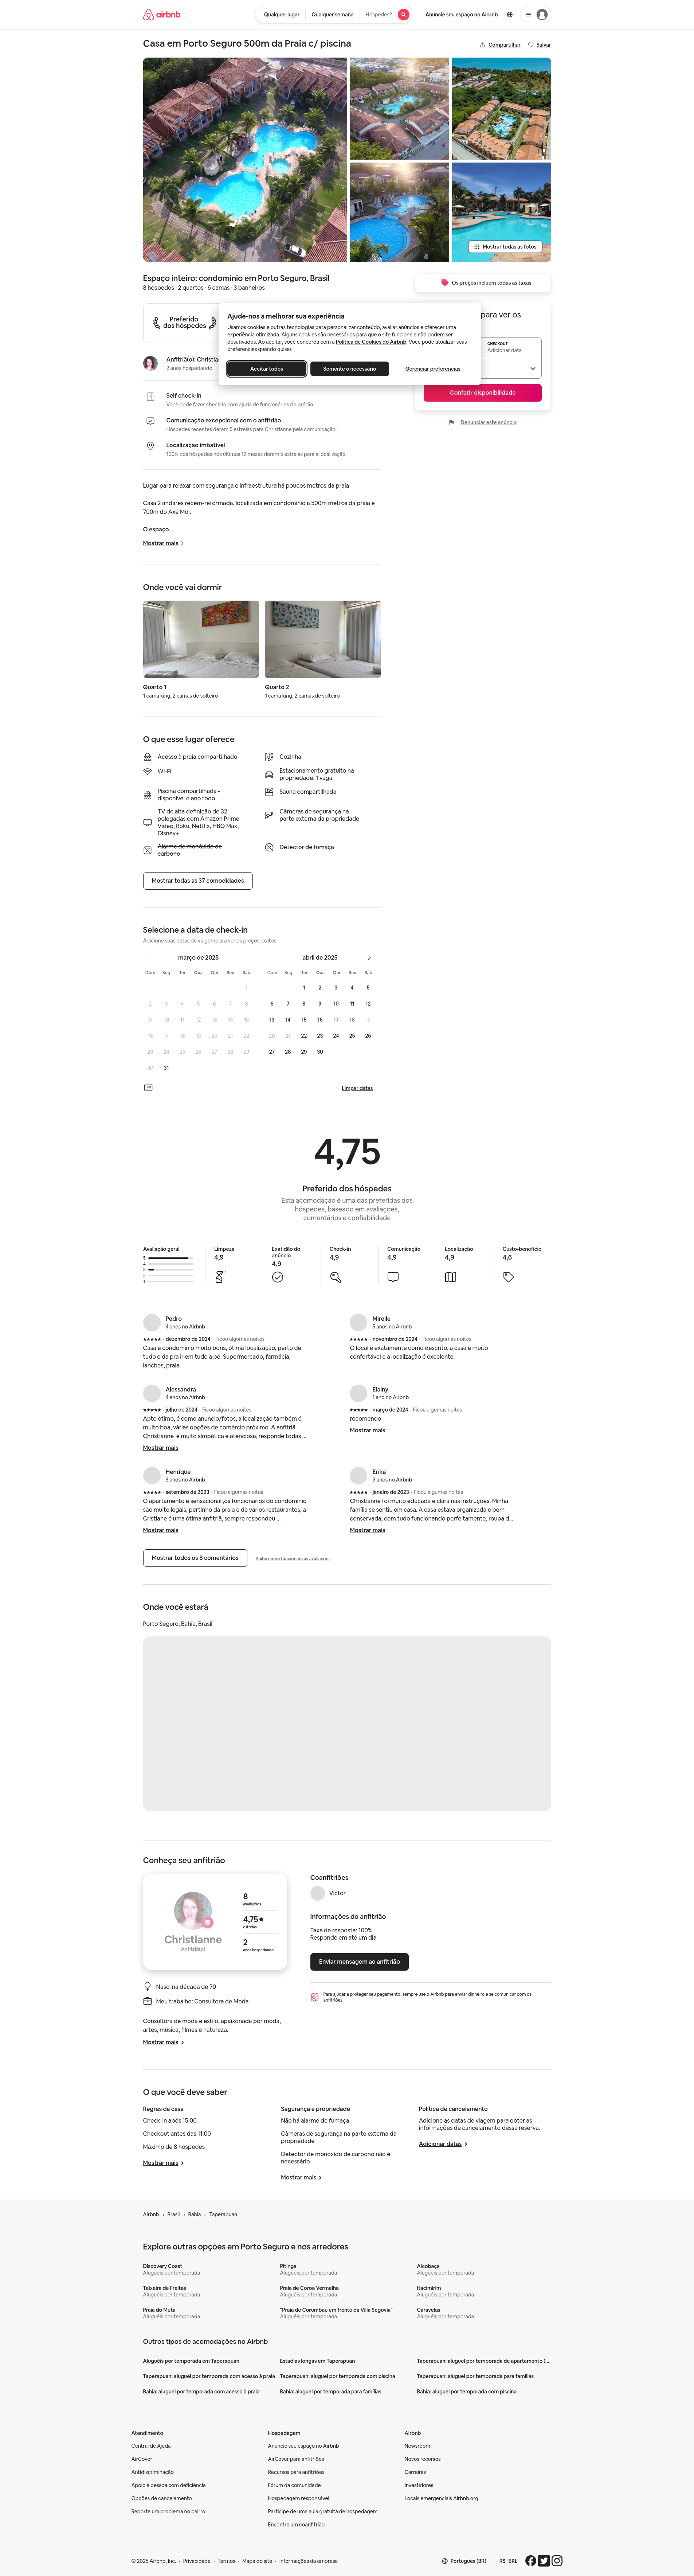 airbnb
Qualquer lugar
Qualquer semana
Hóspedes?
Anuncie seu espaço no Airbnb
Casa em Porto Seguro 500m da Praia c/ piscina
Compartilhar
Salvar
Mostrar todas as fotos
Espaço inteiro: condomínio em Porto Seguro, Brasil
8 hóspedes · 2 quartos · 6 camas · 3 banheiros
Os preços incluem todas as taxas
Preferido
dos hóspedes
para ver os
CHECKOUT
Adicionar data
Conferir disponibilidade
Denunciar este anúncio
Ajude-nos a melhorar sua experiência
Usamos cookies e outras tecnologias para personalizar conteúdo, avaliar anúncios e oferecer uma
experiência melhor. Alguns cookies são necessários para o site funcione e não podem ser
desativados. Ao aceitar, você concorda com a Política de Cookies do Airbnb. Você pode atualizar suas
preferências quando quiser.
Aceitar todos
Somente o necessário
Gerenciar preferências
Anfitriã(o): Christia
2 anos hospedando
Self check-in
Você pode fazer check-in com ajuda de funcionários do prédio.
Comunicação excepcional com o anfitrião
Hóspedes recentes deram 5 estrelas para Christianne pela comunicação.
Localização imbatível
100% dos hóspedes nos últimos 12 meses deram 5 estrelas para a localização.
Lugar para relaxar com segurança e infraestrutura há poucos metros da praia
Casa 2 andares recém-reformada, localizada em condomínio a 500m metros da praia e
700m do Axé Moi.
O espaço...
Mostrar mais
Onde você vai dormir
Quarto 1
1 cama king, 2 camas de solteiro
Quarto 2
1 cama king, 2 camas de solteiro
O que esse lugar oferece
Acesso à praia compartilhado
Cozinha
Wi-Fi
Estacionamento gratuito na
propriedade: 1 vaga
Piscina compartilhada -
disponível o ano todo
Sauna compartilhada
TV de alta definição de 32
polegadas com Amazon Prime
Video, Roku, Netflix, HBO Max,
Disney+
Câmeras de segurança na
parte externa da propriedade
Alarme de monóxido de
carbono
Detector de fumaça
Mostrar todas as 37 comodidades
Selecione a data de check-in
Adicione suas datas de viagem para ver os preços exatos
março de 2025
abril de 2025
Dom Seg Ter Qua Qui Sex Sáb
Dom Seg Ter Qua Qui Sex Sáb
1
1 2 3 4 5
2 3 4 5 6 7 8
6 7 8 9 10 11 12
9 10 11 12 13 14 15
13 14 15 16 17 18 19
16 17 18 19 20 21 22
20 21 22 23 24 25 26
23 24 25 26 27 28 29
27 28 29 30
30 31
Limpar datas
4,75
Preferido dos hóspedes
Esta acomodação é uma das preferidas dos
hóspedes, baseado em avaliações,
comentários e confiabilidade
Avaliação geral
5
4
3
2
1
Limpeza
4,9
Exatidão do
anúncio
4,9
Check-in
4,9
Comunicação
4,9
Localização
4,9
Custo-benefício
4,6
Pedro
4 anos no Airbnb
· dezembro de 2024 · Ficou algumas noites
Casa e condomínio muito bons, ótima localização, perto de
tudo e da pra ir em tudo a pé. Supermercado, farmácia,
lanches, praia.
Mirelle
5 anos no Airbnb
· novembro de 2024 · Ficou algumas noites
O local é exatamente como descrito, a casa é muito
confortável e a localização é excelente.
Alessandra
4 anos no Airbnb
· julho de 2024 · Ficou algumas noites
Apto ótimo, é como anuncio/fotos, a localização também é
muito boa, várias opções de comércio próximo. A anfitriã
Christianne é muito simpática e atenciosa, responde todas ...
Mostrar mais
Elainy
1 ano no Airbnb
· março de 2024 · Ficou algumas noites
recomendo
Mostrar mais
Henrique
3 anos no Airbnb
· setembro de 2023 · Ficou algumas noites
O apartamento é sensacional ,os funcionários do condomínio
são muito legais, pertinho da praia e de vários restaurantes, a
Cristiane é uma ótima anfitriã, sempre respondeu ...
Mostrar mais
Erika
9 anos no Airbnb
· janeiro de 2023 · Ficou algumas noites
Christianne foi muito educada e clara nas instruções. Minha
família se sentiu em casa. A casa estava organizada e bem
conservada, com tudo funcionando perfeitamente, roupa d...
Mostrar mais
Mostrar todos os 8 comentários
Saiba como funcionam as avaliações
Onde você estará
Porto Seguro, Bahia, Brasil
Conheça seu anfitrião
Christianne
Anfitriã(o)
8
avaliações
4,75
estrelas
2
anos hospedando
Nasci na década de 70
Meu trabalho: Consultora de Moda
Consultora de moda e estilo, apaixonada por moda,
artes, música, filmes e natureza.
Mostrar mais
Coanfitriões
Victor
Informações do anfitrião
Taxa de resposta: 100%
Responde em até um dia
Enviar mensagem ao anfitrião
Para ajudar a proteger seu pagamento, sempre use o Airbnb para enviar dinheiro e se comunicar com os
anfitriões.
O que você deve saber
Regras da casa
Check-in após 15:00
Checkout antes das 11:00
Máximo de 8 hóspedes
Mostrar mais
Segurança e propriedade
Não há alarme de fumaça
Câmeras de segurança na parte externa da
propriedade
Detector de monóxido de carbono não é
necessário
Mostrar mais
Política de cancelamento
Adicione as datas de viagem para obter as
informações de cancelamento dessa reserva.
Adicionar datas
Airbnb
Brasil
Bahia
Taperapuan
Explore outras opções em Porto Seguro e nos arredores
Discovery Coast
Aluguéis por temporada
Pitinga
Aluguéis por temporada
Alcobaça
Aluguéis por temporada
Teixeira de Freitas
Aluguéis por temporada
Praia de Coroa Vermelha
Aluguéis por temporada
Itacimirim
Aluguéis por temporada
Praia do Muta
Aluguéis por temporada
"Praia de Corumbau em frente da Villa Segovia"
Aluguéis por temporada
Caravelas
Aluguéis por temporada
Outros tipos de acomodações no Airbnb
Aluguéis por temporada em Taperapuan
Estadias longas em Taperapuan
Taperapuan: aluguel por temporada de apartamento (...
Taperapuan: aluguel por temporada com acesso à praia
Taperapuan: aluguel por temporada com piscina
Taperapuan: aluguel por temporada para famílias
Bahia: aluguel por temporada com acesso à praia
Bahia: aluguel por temporada para famílias
Bahia: aluguel por temporada com piscina
Atendimento
Central de Ajuda
AirCover
Antidiscriminação
Apoio à pessoa com deficiência
Opções de cancelamento
Reporte um problema no bairro
Hospedagem
Anuncie seu espaço no Airbnb
AirCover para anfitriões
Recursos para anfitriões
Fórum da comunidade
Hospedagem responsável
Participe de uma aula gratuita de hospedagem
Encontre um coanfitrião
Airbnb
Newsroom
Novos recursos
Carreiras
Investidores
Locais emergenciais Airbnb.org
© 2025 Airbnb, Inc. · Privacidade · Termos · Mapa do site · Informações da empresa
Português (BR)
R$ BRL